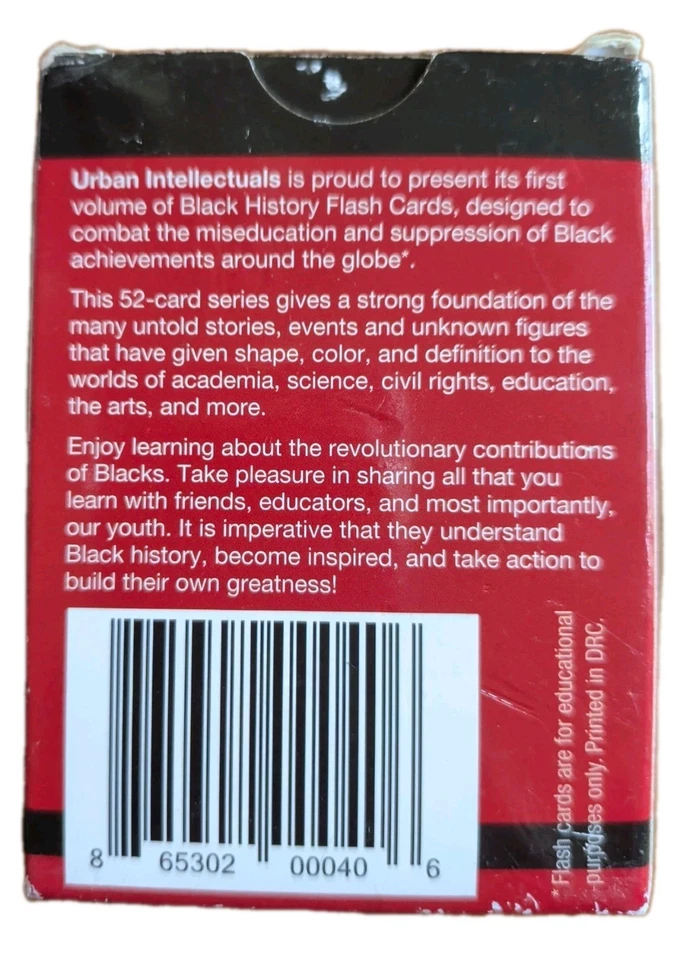 Urban Intellectuals is proud to present its first
volume of Black History Flash Cards, designed to
combat the miseducation and suppression of Black
achievements around the globe*.
This 52-card series gives a strong foundation of the
many untold stories, events and unknown figures
that have given shape, color, and definition to the
worlds of academia, science, civil rights, education,
the arts, and more.
Enjoy learning about the revolutionary contributions
of Blacks. Take pleasure in sharing all that you
learn with friends, educators, and most importantly,
our youth. It is imperative that they understand
Black history, become inspired, and take action to
build their own greatness!
8 65302 00040 6
* Flash cards are for educational
purposes only. Printed in DRC.